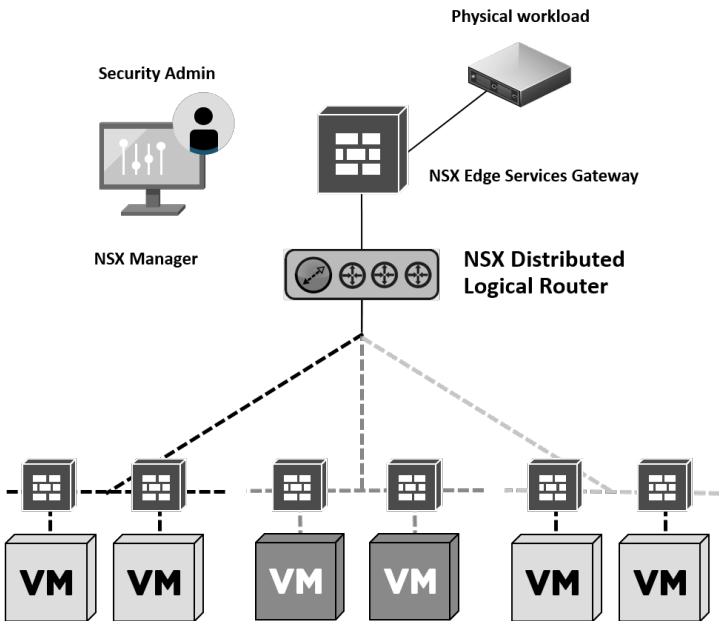 Physical workload
Security Admin
NSX Edge Services Gateway
NSX Manager
NSX Distributed
Logical Router
VM
VM
VM
VM
VM
VM